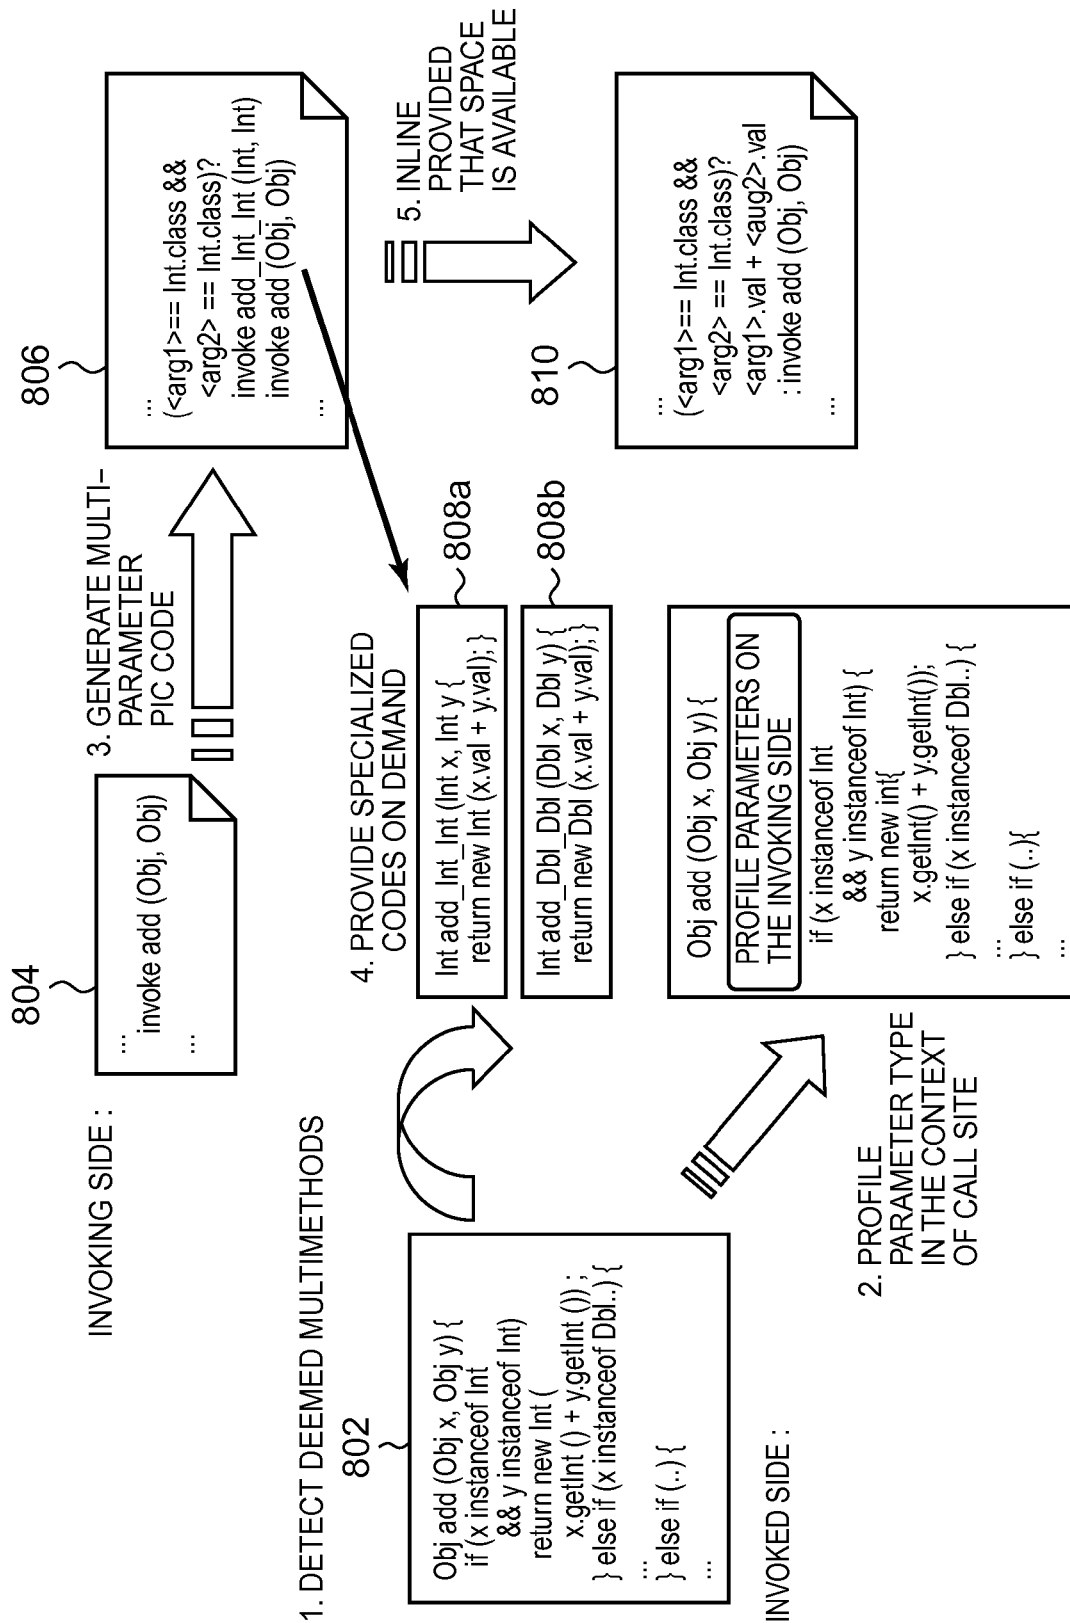 INVOKING SIDE :
804
...
invoke add (Obj, Obj)
...
3. GENERATE MULTI-
PARAMETER
PIC CODE
806
...
(<arg1>== Int.class &&
<arg2> == Int.class)?
invoke add_Int_Int (Int, Int)
invoke add (Obj, Obj)
...
1. DETECT DEEMED MULTIMETHODS
4. PROVIDE SPECIALIZED
CODES ON DEMAND
Int add_Int_Int (Int x, Int y {
return new Int (x.val + y.val); }
808a
Int add_Dbl_Dbl (Dbl x, Dbl y) {
return new Dbl (x.val + y.val); }
808b
5. INLINE
PROVIDED
THAT SPACE
IS AVAILABLE
810
...
(<arg1>== Int.class &&
<arg2> == Int.class)?
<arg1>.val + <aug2>.val
: invoke add (Obj, Obj)
...
802
Obj add (Obj x, Obj y) {
if (x instanceof Int
&& y instanceof Int)
return new Int (
x.getInt () + y.getInt ()) ;
} else if (x instanceof Dbl..) {
...
} else if (..) {
...
2. PROFILE
PARAMETER TYPE
IN THE CONTEXT
OF CALL SITE
Obj add (Obj x, Obj y) {
PROFILE PARAMETERS ON
THE INVOKING SIDE
if (x instanceof Int
&& y instanceof Int) {
return new int{
x.getInt() + y.getInt());
} else if (x instanceof Dbl..) {
...
} else if (..){
...
INVOKED SIDE :